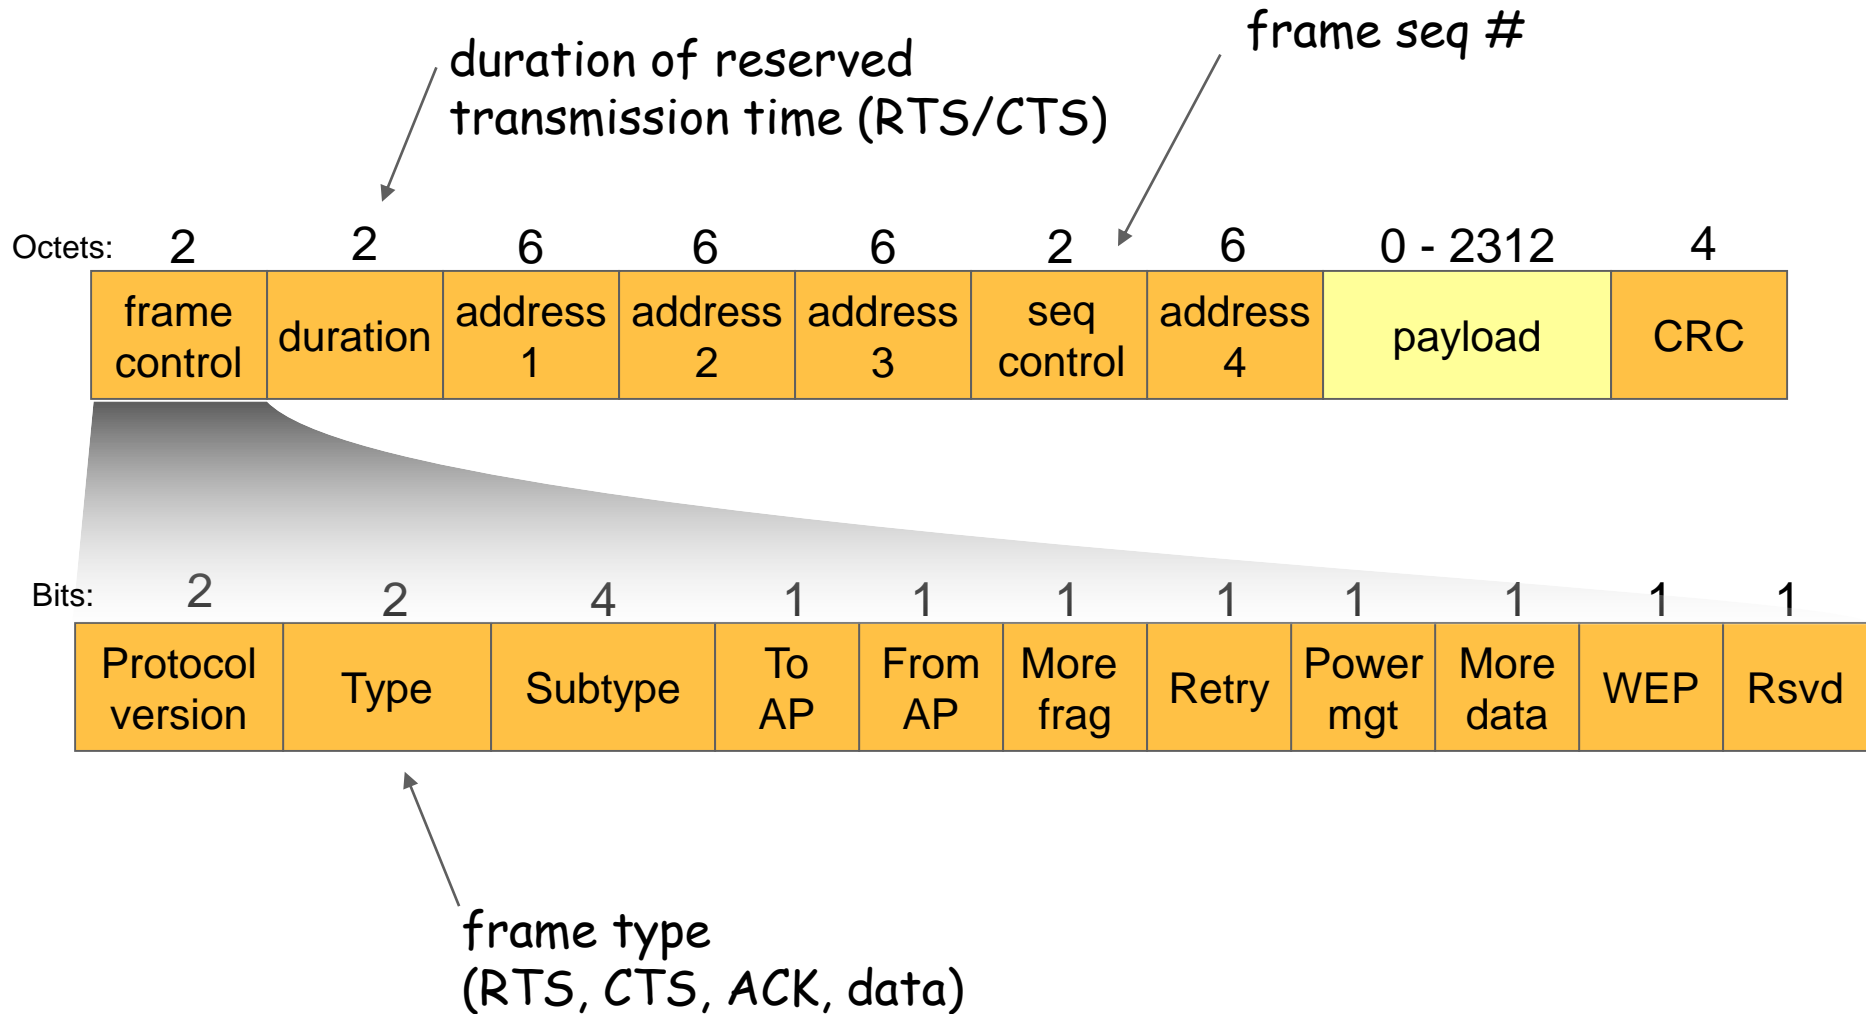 frame seq #
duration of reserved
transmission time (RTS/CTS)
Octets: 2 2 6 6 6 2 6 0 - 2312 4
frame control
duration
address 1
address 2
address 3
seq control
address 4
payload
CRC
Bits: 2 2 4 1 1 1 1 1 1 1 1
Protocol version
Type
Subtype
To AP
From AP
More frag
Retry
Power mgt
More data
WEP
Rsvd
frame type
(RTS, CTS, ACK, data)